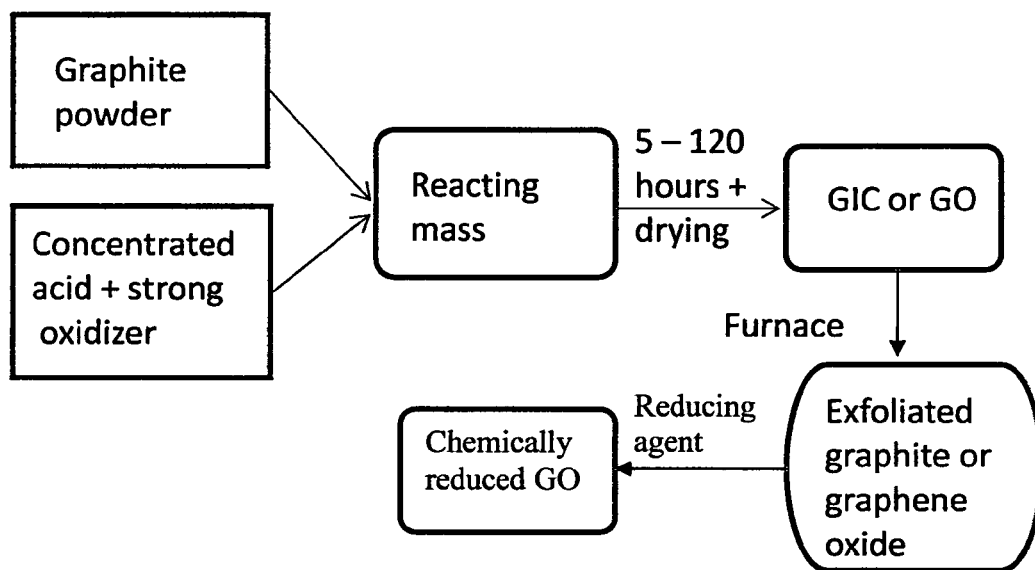 Graphite
powder
Concentrated
acid + strong
oxidizer
Reacting
mass
5 – 120
hours +
drying
GIC or GO
Furnace
Exfoliated
graphite or
graphene
oxide
Reducing
agent
Chemically
reduced GO